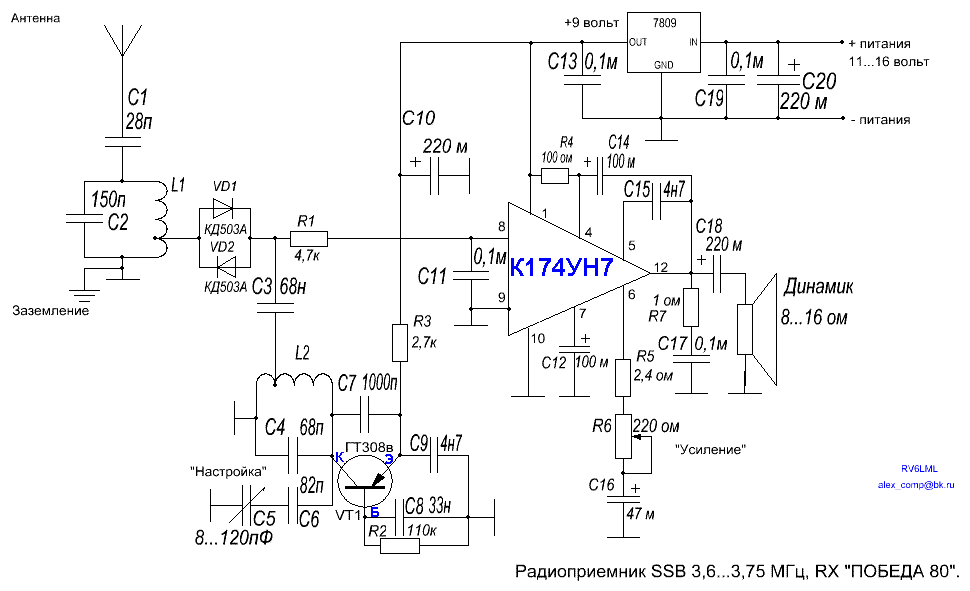 Антенна
+9 вольт
7809
OUT
IN
GND
+ питания
11...16 вольт
- питания
C13
0,1м
0,1м
C19
+
C20
220 м
C1
28п
C10
+
220 м
R4
100 ом
C14
+
100 м
150п
C2
L1
VD1
КД503А
VD2
КД503А
R1
4,7к
C15
4н7
8
1
4
5
К174УН7
12
9
10
7
6
0,1м
C11
C18
+
220 м
Динамик
8...16 ом
1 ом
R7
C3
68н
Заземление
R3
2,7к
C12
+
100 м
C17
0,1м
R5
2,4 ом
L2
C7
1000п
C4
68п
R6
220 ом
"Усиление"
ГТ308в
К
Э
C9
4н7
"Настройка"
82п
C5
C6
8...120пФ
VT1
Б
C8
33н
R2
110к
C16
+
47 м
RV6LML
alex_comp@bk.ru
Радиоприемник SSB 3,6...3,75 МГц, RX "ПОБЕДА 80".